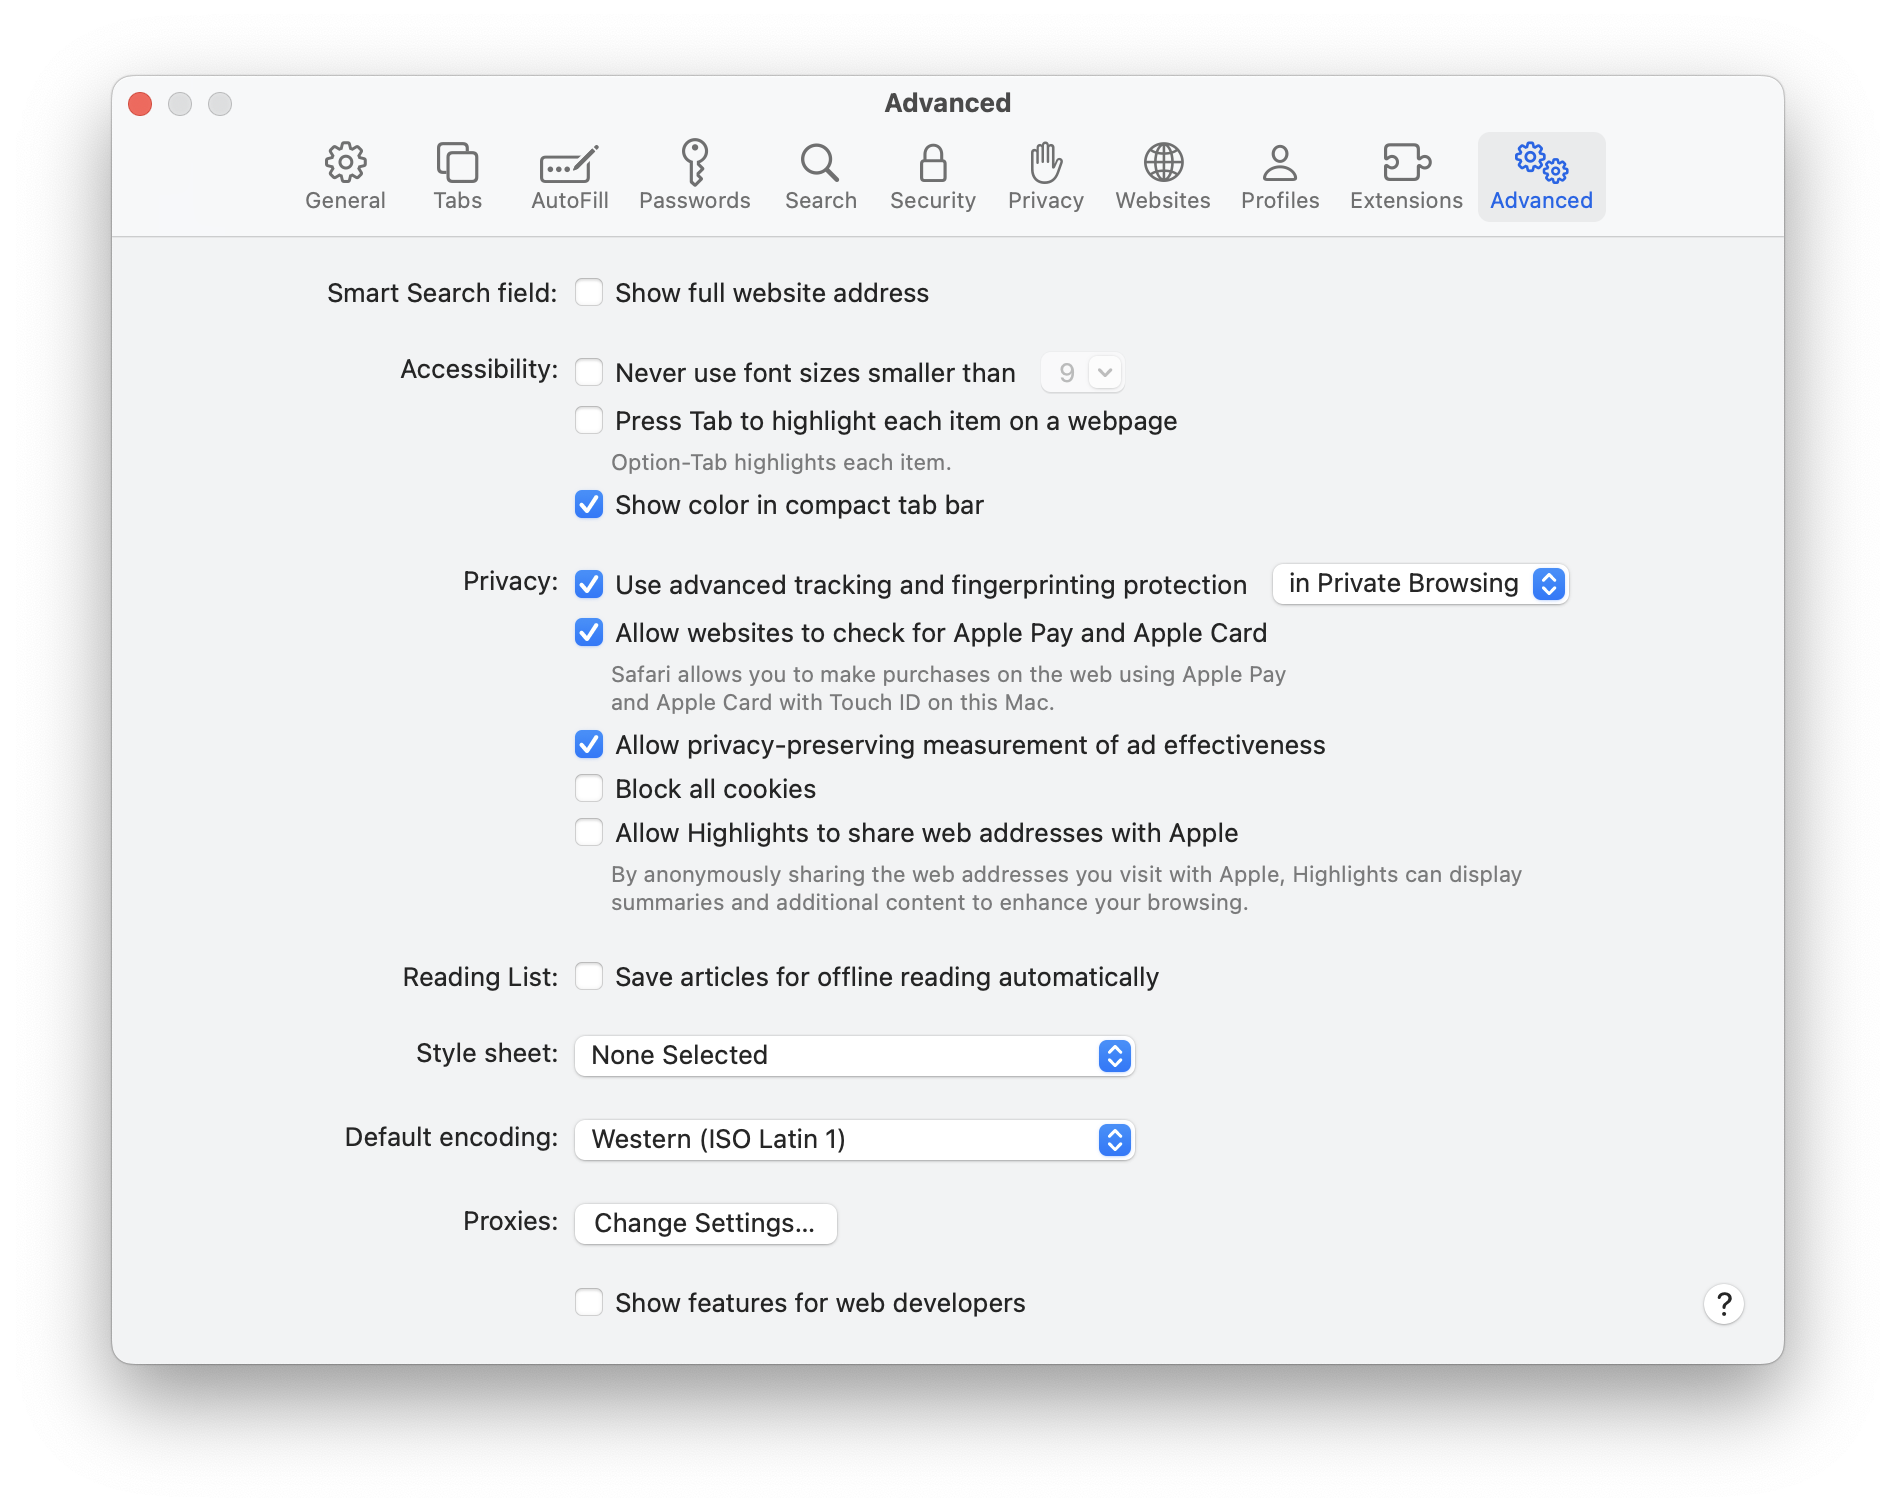 Advanced
General Tabs AutoFill Passwords Search Security Privacy Websites Profiles Extensions Advanced
Smart Search field: Show full website address
Accessibility: Never use font sizes smaller than 9
Press Tab to highlight each item on a webpage
Option-Tab highlights each item.
Show color in compact tab bar
Privacy: Use advanced tracking and fingerprinting protection in Private Browsing
Allow websites to check for Apple Pay and Apple Card
Safari allows you to make purchases on the web using Apple Pay
and Apple Card with Touch ID on this Mac.
Allow privacy-preserving measurement of ad effectiveness
Block all cookies
Allow Highlights to share web addresses with Apple
By anonymously sharing the web addresses you visit with Apple, Highlights can display
summaries and additional content to enhance your browsing.
Reading List: Save articles for offline reading automatically
Style sheet: None Selected
Default encoding: Western (ISO Latin 1)
Proxies: Change Settings...
Show features for web developers ?